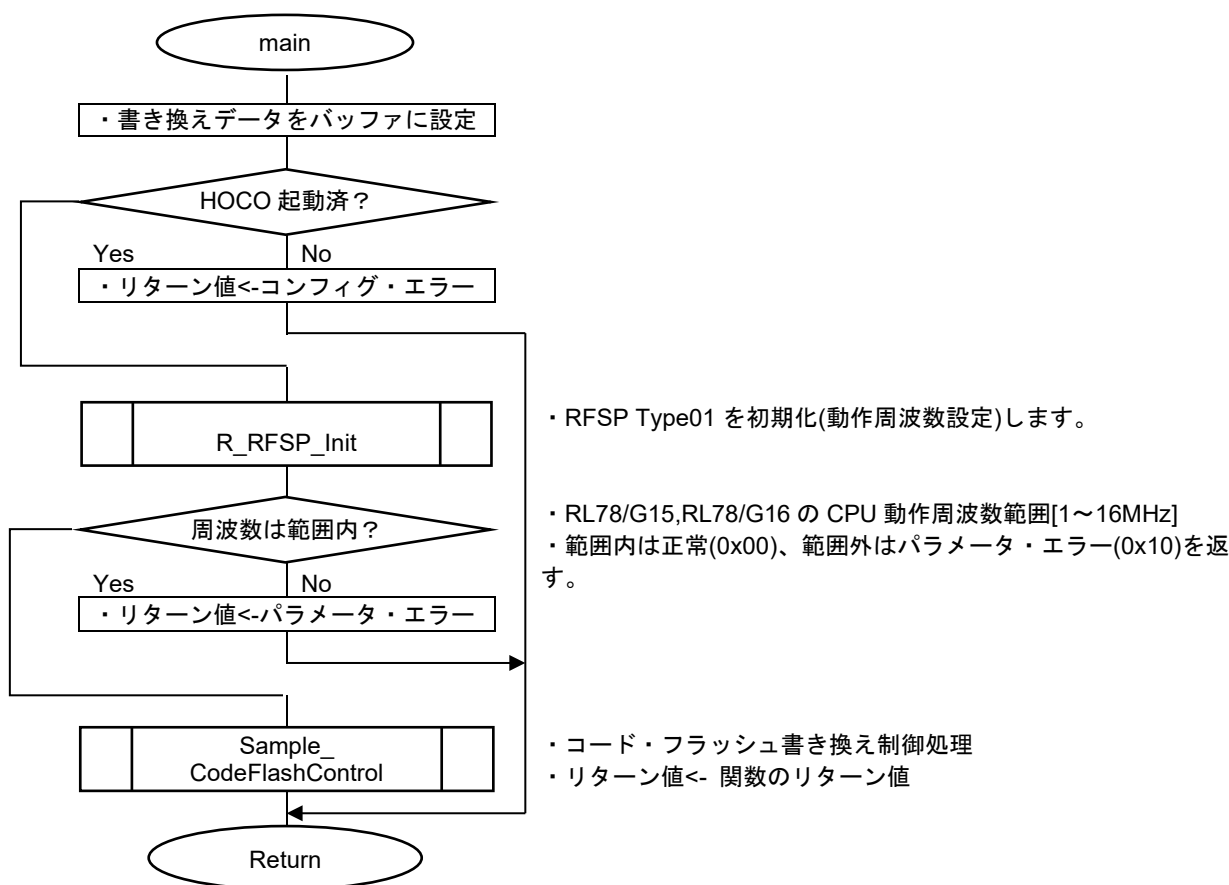 main
・書き換えデータをバッファに設定
HOCO 起動済？
Yes No
・リターン値<-コンフィグ・エラー
・RFSP Type01 を初期化(動作周波数設定)します。
R_RFSP_Init
周波数は範囲内？
・RL78/G15,RL78/G16 の CPU 動作周波数範囲[1～16MHz]
・範囲内は正常(0x00)、範囲外はパラメータ・エラー(0x10)を返
す。
Yes No
・リターン値<-パラメータ・エラー
Sample_
CodeFlashControl
・コード・フラッシュ書き換え制御処理
・リターン値<- 関数のリターン値
Return